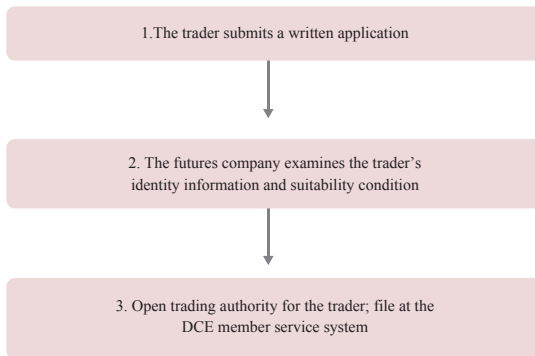 1.The trader submits a written application
2. The futures company examines the trader’s
identity information and suitability condition
3. Open trading authority for the trader; file at the
DCE member service system